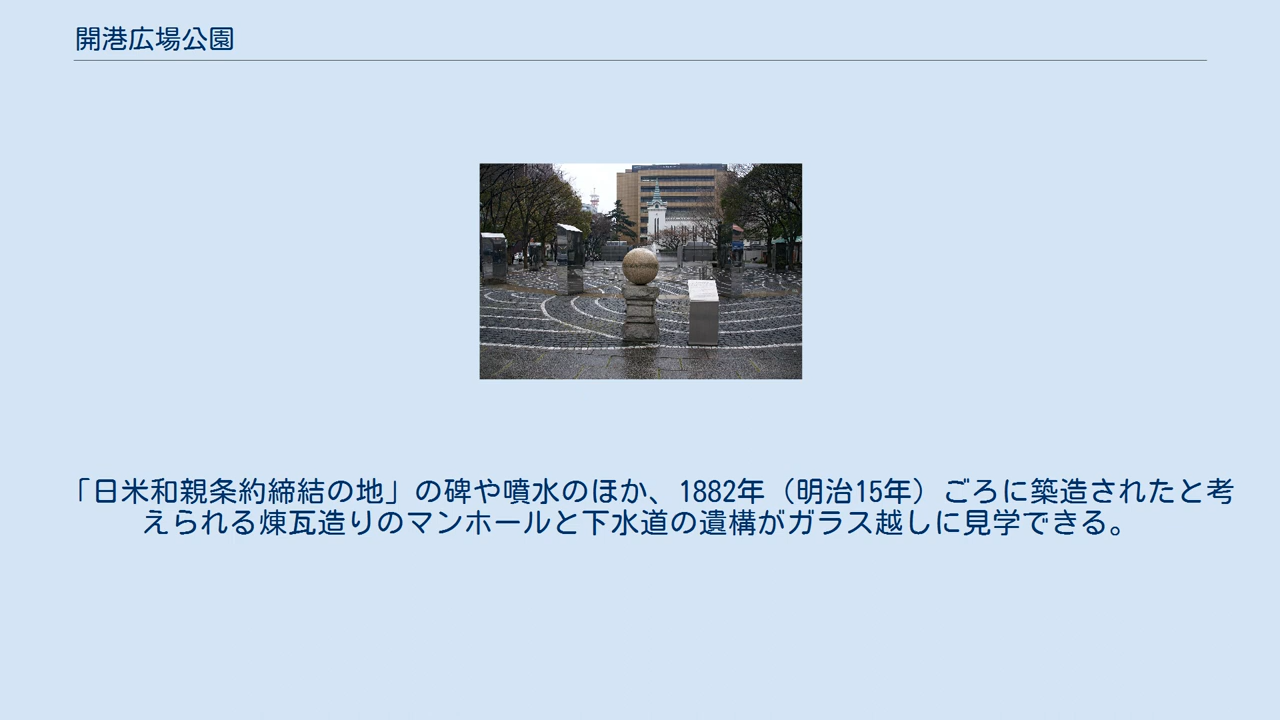 開港広場公園
「日米和親条約締結の地」の碑や噴水のほか、1882年（明治15年）ごろに築造されたと考
えられる煉瓦造りのマンホールと下水道の遺構がガラス越しに見学できる。